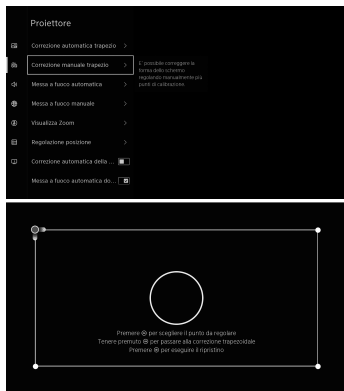 Proiettore
Correzione automatica trapezio
Correzione manuale trapezio
E' possibile correggere la
forma dello schermo
regolando manualmente più
punti di calibrazione.
Messa a fuoco automatica
Messa a fuoco manuale
Visualizza Zoom
Regolazione posizione
Correzione automatica della ...
Messa a fuoco automatica do...
Premere per scegliere il punto da regolare
Tenere premuto per passare alla correzione trapezoidale
Premere per eseguire il ripristino